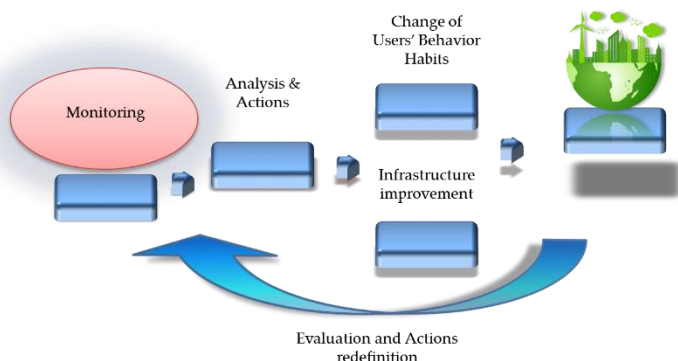 Monitoring
Analysis &
Actions
Change of
Users' Behavior
Habits
Infrastructure
improvement
Evaluation and Actions
redefinition